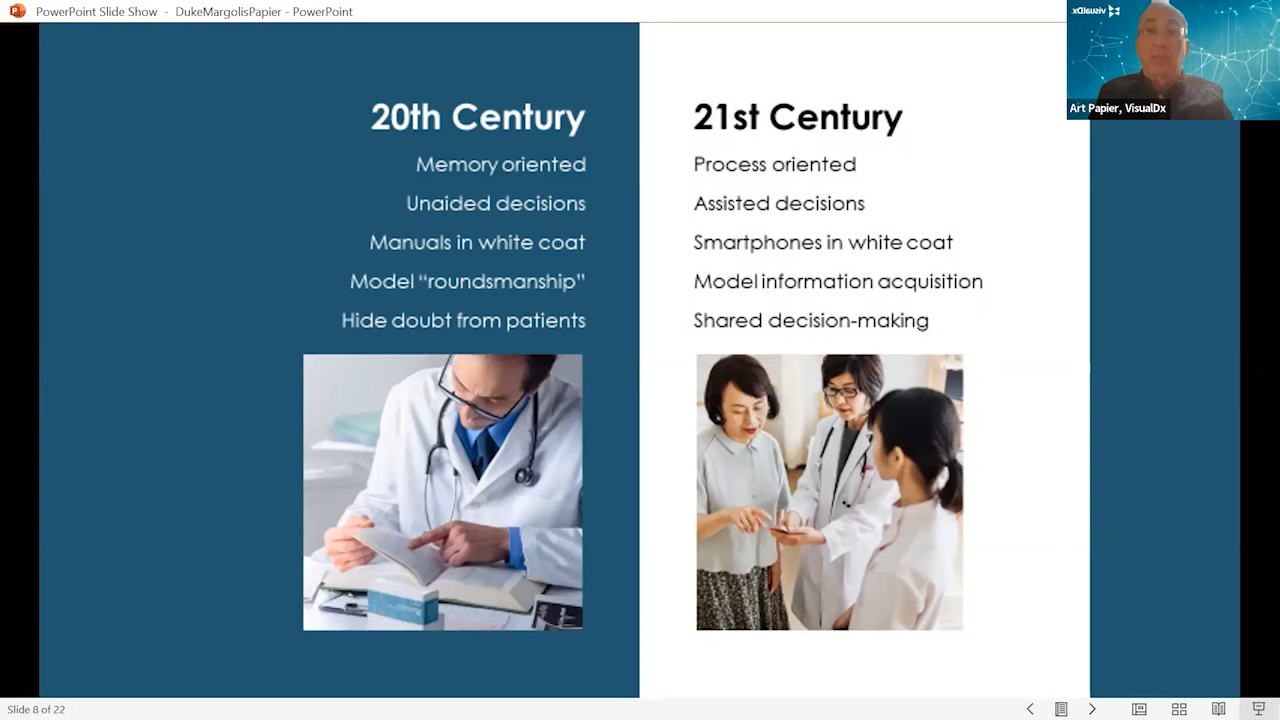 PowerPoint Slide Show - DukeMargolisPapier - PowerPoint
VisualDx
Art Papier, VisualDx
20th Century
Memory oriented
Unaided decisions
Manuals in white coat
Model “roundsmanship”
Hide doubt from patients
21st Century
Process oriented
Assisted decisions
Smartphones in white coat
Model information acquisition
Shared decision-making
Slide 8 of 22